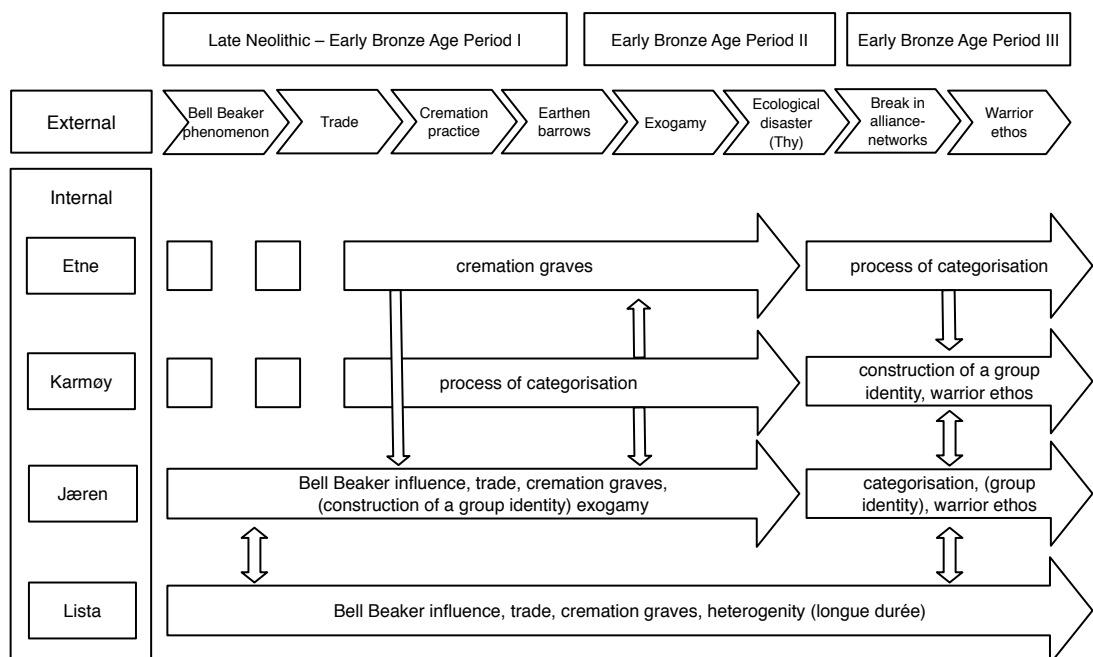 Late Neolithic – Early Bronze Age Period I
Early Bronze Age Period II
Early Bronze Age Period III
External
Bell Beaker
phenomenon
Trade
Cremation
practice
Earthen
barrows
Exogamy
Ecological
disaster
(Thy)
Break in
alliance-
networks
Warrior
ethos
Internal
Etne
cremation graves
process of categorisation
Karmøy
process of categorisation
construction of a group
identity, warrior ethos
Jæren
Bell Beaker influence, trade, cremation graves,
(construction of a group identity) exogamy
categorisation, (group
identity), warrior ethos
Lista
Bell Beaker influence, trade, cremation graves, heterogenity (longue durée)